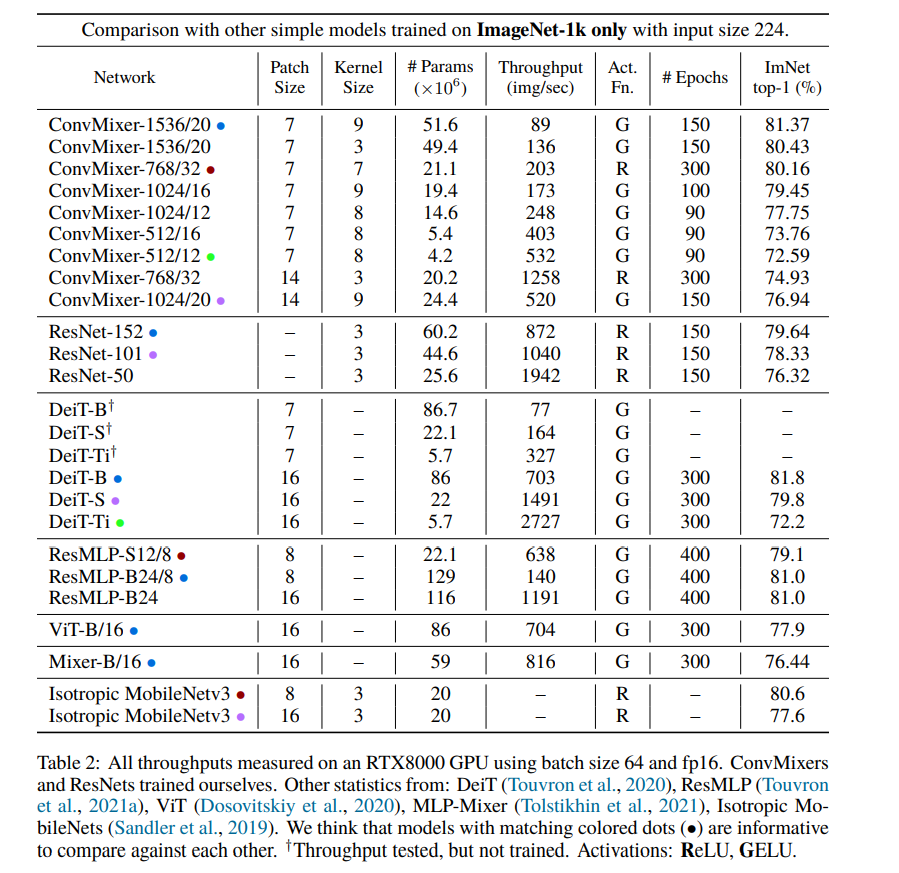 Comparison with other simple models trained on ImageNet-1k only with input size 224.
Network Patch Size Kernel Size # Params (×10⁶) Throughput (img/sec) Act. Fn. # Epochs ImNet top-1 (%)
ConvMixer-1536/20 ● 7 9 51.6 89 G 150 81.37
ConvMixer-1536/20 7 3 49.4 136 G 150 80.43
ConvMixer-768/32 ● 7 7 21.1 203 R 300 80.16
ConvMixer-1024/16 7 9 19.4 173 G 100 79.45
ConvMixer-1024/12 7 8 14.6 248 G 90 77.75
ConvMixer-512/16 7 8 5.4 403 G 90 73.76
ConvMixer-512/12 ● 7 8 4.2 532 G 90 72.59
ConvMixer-768/32 14 3 20.2 1258 R 300 74.93
ConvMixer-1024/20 ● 14 9 24.4 520 G 150 76.94
ResNet-152 ● – 3 60.2 872 R 150 79.64
ResNet-101 ● – 3 44.6 1040 R 150 78.33
ResNet-50 – 3 25.6 1942 R 150 76.32
DeiT-B† 7 – 86.7 77 G – –
DeiT-S† 7 – 22.1 164 G – –
DeiT-Ti† 7 – 5.7 327 G – –
DeiT-B ● 16 – 86 703 G 300 81.8
DeiT-S ● 16 – 22 1491 G 300 79.8
DeiT-Ti ● 16 – 5.7 2727 G 300 72.2
ResMLP-S12/8 ● 8 – 22.1 638 G 400 79.1
ResMLP-B24/8 ● 8 – 129 140 G 400 81.0
ResMLP-B24 16 – 116 1191 G 400 81.0
ViT-B/16 ● 16 – 86 704 G 300 77.9
Mixer-B/16 ● 16 – 59 816 G 300 76.44
Isotropic MobileNetv3 ● 8 3 20 – R – 80.6
Isotropic MobileNetv3 ● 16 3 20 – R – 77.6
Table 2: All throughputs measured on an RTX8000 GPU using batch size 64 and fp16. ConvMixers
and ResNets trained ourselves. Other statistics from: DeiT (Touvron et al., 2020), ResMLP (Touvron
et al., 2021a), ViT (Dosovitskiy et al., 2020), MLP-Mixer (Tolstikhin et al., 2021), Isotropic Mo-
bileNets (Sandler et al., 2019). We think that models with matching colored dots (●) are informative
to compare against each other. †Throughput tested, but not trained. Activations: ReLU, GELU.